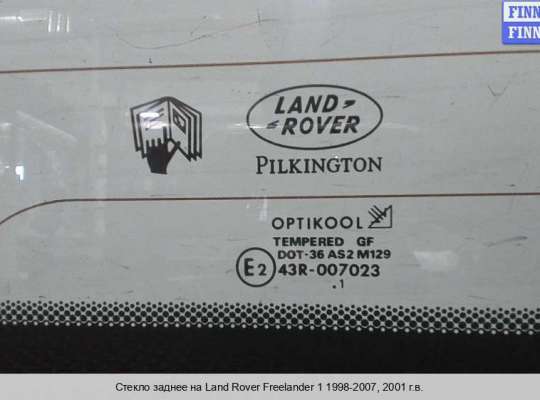 FINN
FINN
LAND
ROVER
PILKINGTON
OPTIKOOL
TEMPERED GF
DOT-36 AS2 M129
E2 43R-007023
.1
Стекло заднее на Land Rover Freelander 1 1998-2007, 2001 г.в.